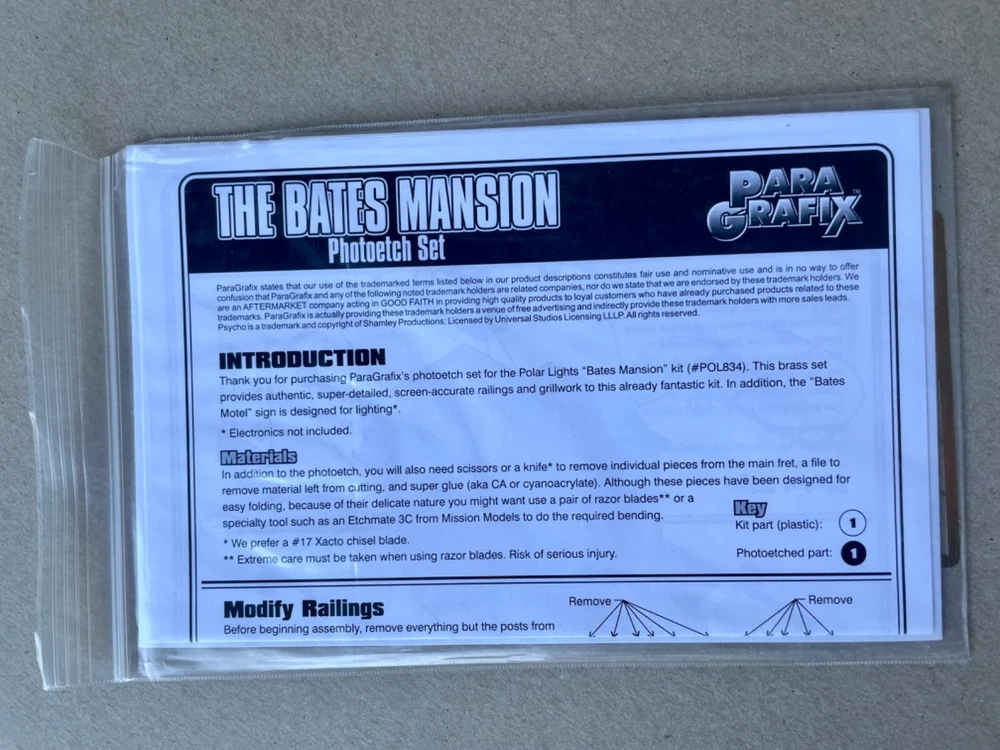 THE BATES MANSION
Photoetch Set
PARA
GRAFIX™
ParaGrafix states that our use of the trademarked terms listed below in our product descriptions constitutes fair use and nominative use and is in no way to offer
confusion that ParaGrafix and any of the following noted trademark holders are related companies, nor do we state that we are endorsed by these trademark holders. We
are an AFTERMARKET company acting in GOOD FAITH in providing high quality products to loyal customers who have already purchased products related to these
trademarks. ParaGrafix is actually providing these trademark holders a venue of free advertising and indirectly provide these trademark holders with more sales leads.
Psycho is a trademark and copyright of Shamley Productions: Licensed by Universal Studios Licensing LLLP. All rights reserved.
INTRODUCTION
Thank you for purchasing ParaGrafix's photoetch set for the Polar Lights "Bates Mansion" kit (#POL834). This brass set
provides authentic, super-detailed, screen-accurate railings and grillwork to this already fantastic kit. In addition, the "Bates
Motel" sign is designed for lighting*.
* Electronics not included.
Materials
In addition to the photoetch, you will also need scissors or a knife* to remove individual pieces from the main fret, a file to
remove material left from cutting, and super glue (aka CA or cyanoacrylate). Although these pieces have been designed for
easy folding, because of their delicate nature you might want use a pair of razor blades** or a
specialty tool such as an Etchmate 3C from Mission Models to do the required bending.
* We prefer a #17 Xacto chisel blade.
** Extreme care must be taken when using razor blades. Risk of serious injury.
Key
Kit part (plastic): 1
Photoetched part: 1
Modify Railings
Before beginning assembly, remove everything but the posts from
Remove
Remove